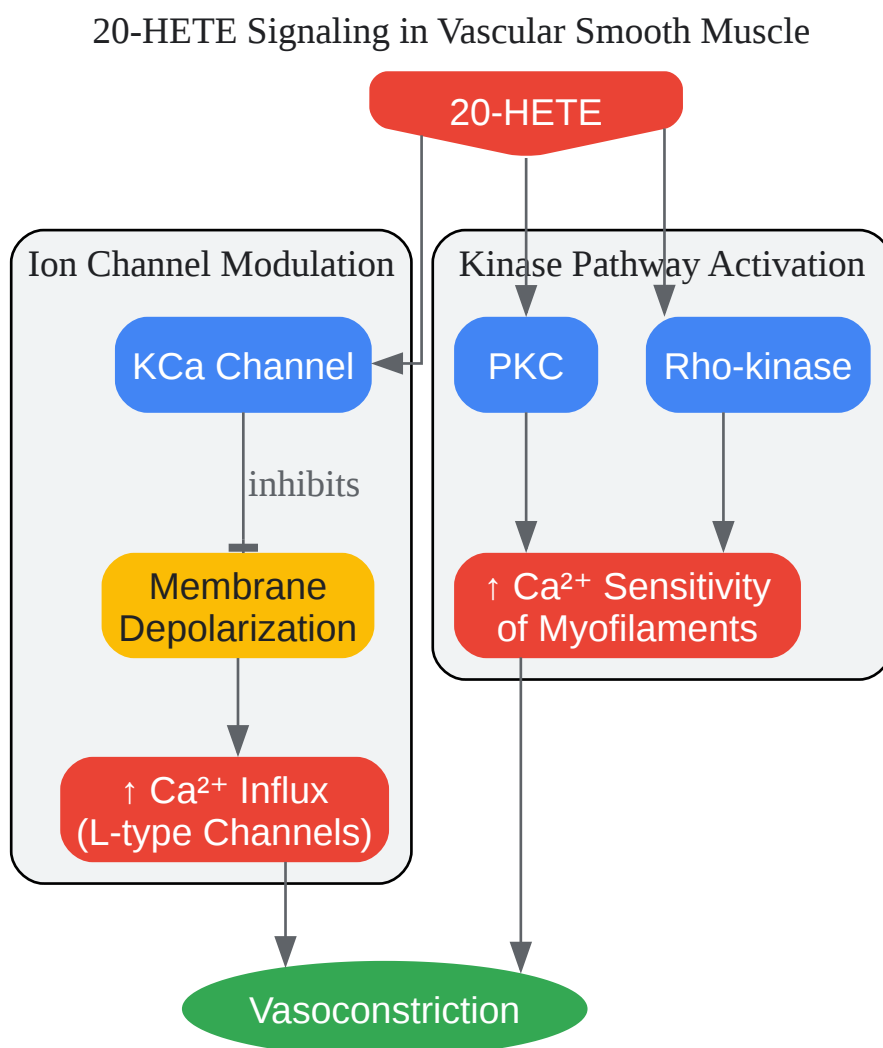 20-HETE Signaling in Vascular Smooth Muscle
20-HETE
Ion Channel Modulation
KCa Channel
inhibits
Membrane
Depolarization
↑ Ca²⁺ Influx
(L-type Channels)
Kinase Pathway Activation
PKC
Rho-kinase
↑ Ca²⁺ Sensitivity
of Myofilaments
Vasoconstriction